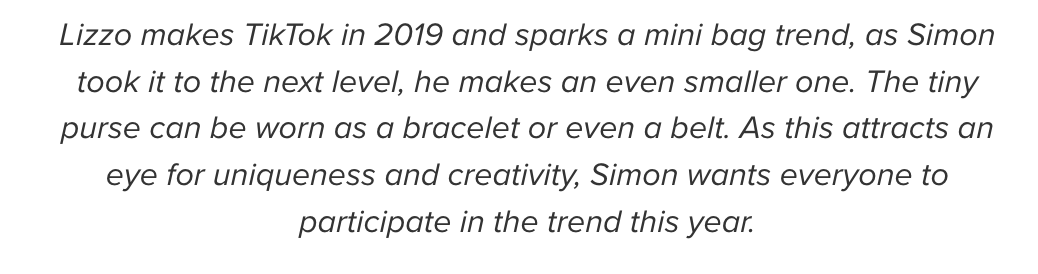 Lizzo makes TikTok in 2019 and sparks a mini bag trend, as Simon
took it to the next level, he makes an even smaller one. The tiny
purse can be worn as a bracelet or even a belt. As this attracts an
eye for uniqueness and creativity, Simon wants everyone to
participate in the trend this year.